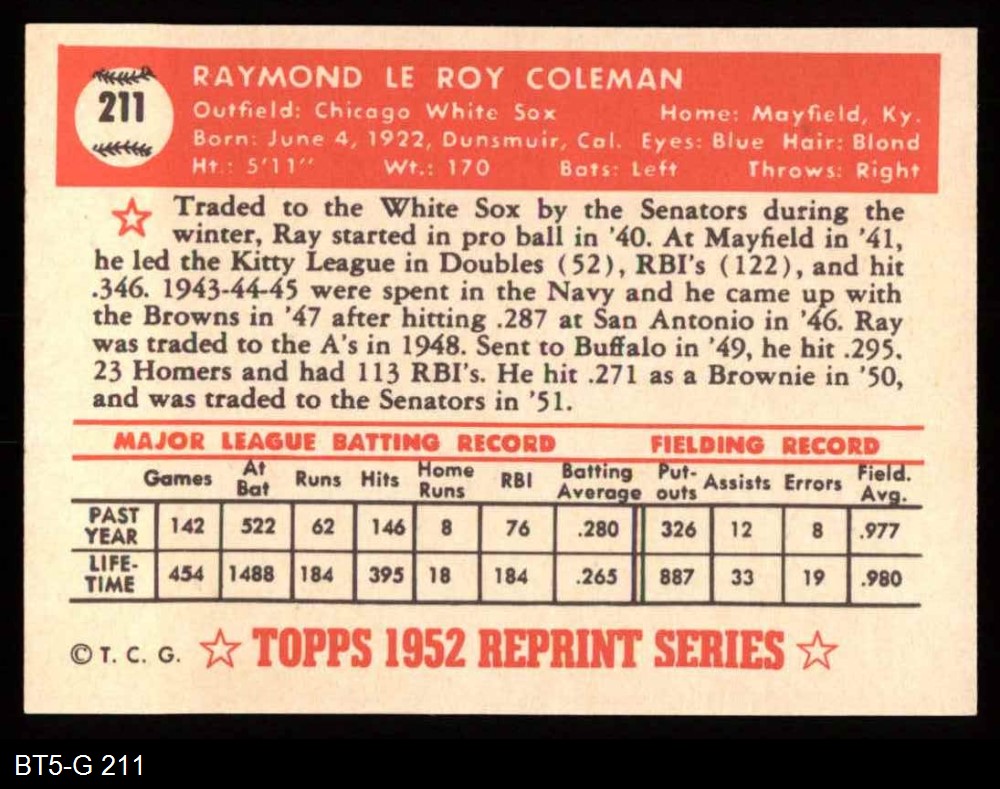 211
RAYMOND LE ROY COLEMAN
Outfield: Chicago White Sox Home: Mayfield, Ky.
Born: June 4, 1922, Dunsmuir, Cal. Eyes: Blue Hair: Blond
Ht.: 5'11" Wt.: 170 Bats: Left Throws: Right
Traded to the White Sox by the Senators during the
winter, Ray started in pro ball in '40. At Mayfield in '41,
he led the Kitty League in Doubles (52), RBI's (122), and hit
.346. 1943-44-45 were spent in the Navy and he came up with
the Browns in '47 after hitting .287 at San Antonio in '46. Ray
was traded to the A's in 1948. Sent to Buffalo in '49, he hit .295.
23 Homers and had 113 RBI's. He hit .271 as a Brownie in '50,
and was traded to the Senators in '51.
MAJOR LEAGUE BATTING RECORD FIELDING RECORD
Games At Bat Runs Hits Home Runs RBI Batting Average Put-outs Assists Errors Field. Avg.
PAST YEAR 142 522 62 146 8 76 .280 326 12 8 .977
LIFE-TIME 454 1488 184 395 18 184 .265 887 33 19 .980
© T. C. G. ☆ TOPPS 1952 REPRINT SERIES ☆
BT5-G 211